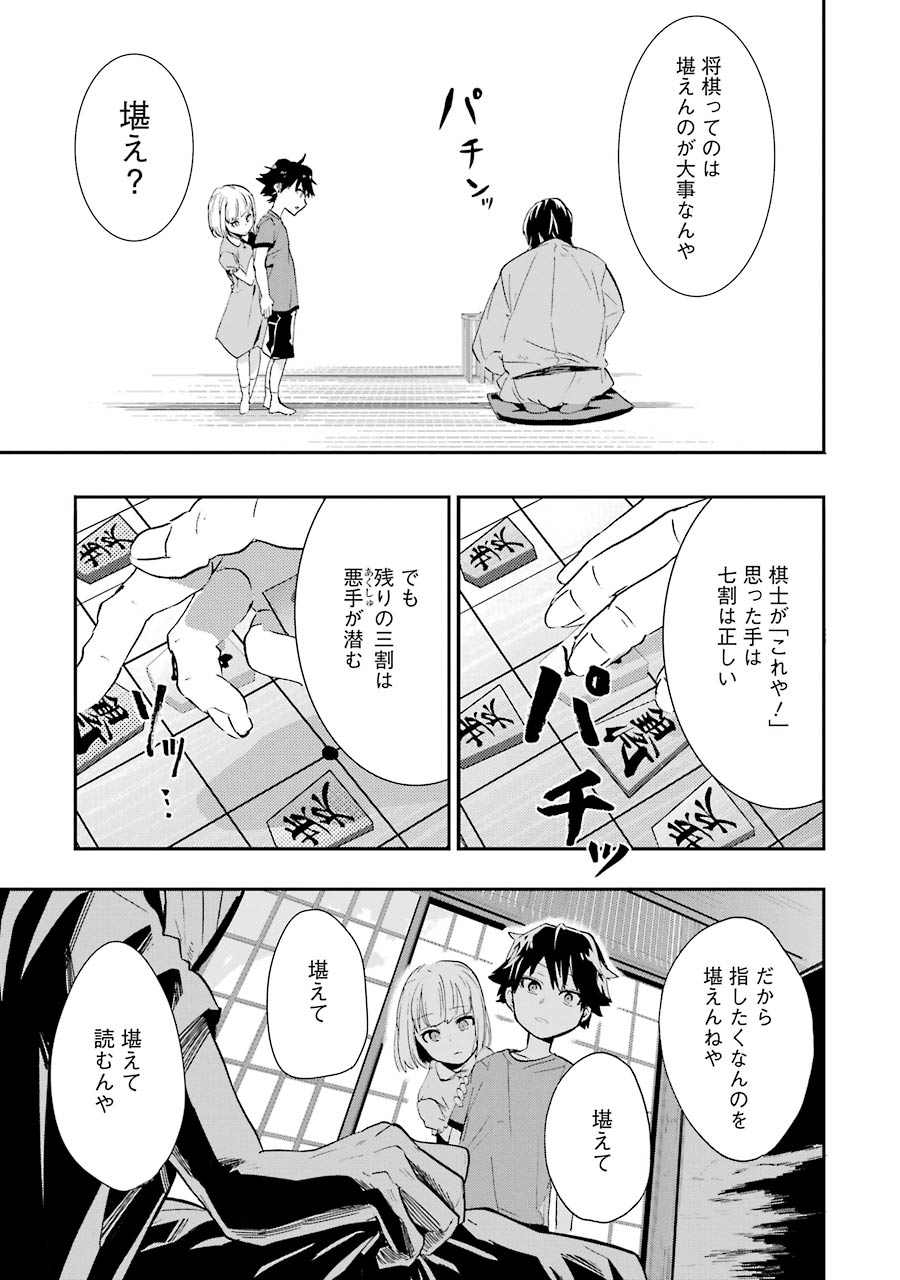 将棋ってのは
堪えんのが大事なんや
パチンッ
堪え?
棋士が「これや!」
思った手は
七割は正しい
パチッ
でも
残りの三割は
悪手が潜む
あくしゅ
…
だから
指したくなんのを
堪えんねや
堪えて
堪えて
堪えて
読むんや